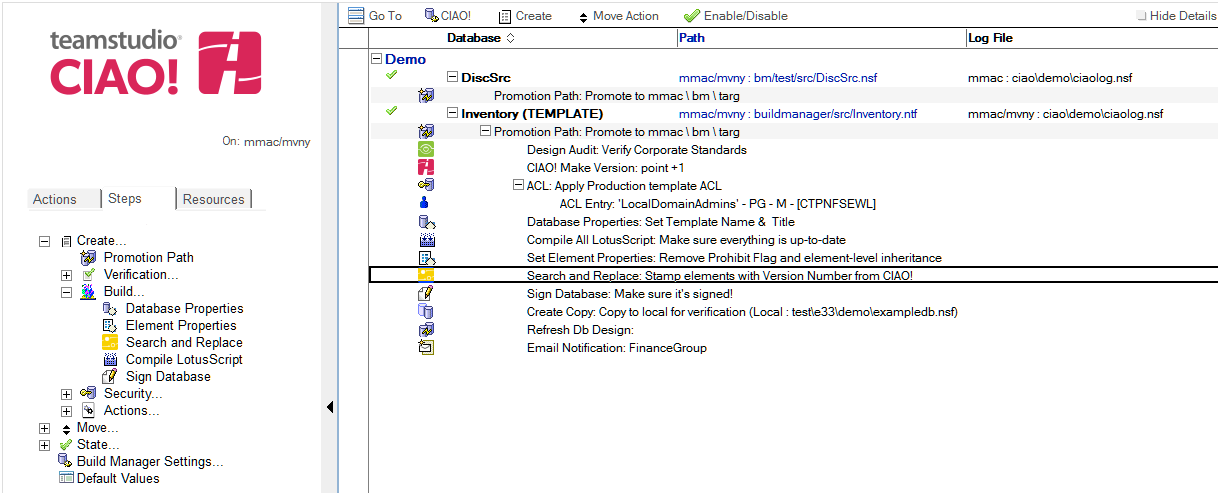 teamstudio®
CIAO!
On: mmac/mvny
Actions Steps Resources
Create...
Promotion Path
Verification...
Build...
Database Properties
Element Properties
Search and Replace
Compile LotusScript
Sign Database
Security...
Actions...
Move...
State...
Build Manager Settings...
Default Values
Go To CIAO! Create Move Action Enable/Disable Hide Details
Database Path Log File
Demo
DiscSrc mmac/mvny : bm/test/src/DiscSrc.nsf mmac : ciao\demo\ciaolog.nsf
Promotion Path: Promote to mmac \ bm \ targ
Inventory (TEMPLATE) mmac/mvny : buildmanager/src/Inventory.ntf mmac/mvny : ciao\demo\ciaolog.nsf
Promotion Path: Promote to mmac \ bm \ targ
Design Audit: Verify Corporate Standards
CIAO! Make Version: point +1
ACL: Apply Production template ACL
ACL Entry: 'LocalDomainAdmins' - PG - M - [CTPNFSEWL]
Database Properties: Set Template Name & Title
Compile All LotusScript: Make sure everything is up-to-date
Set Element Properties: Remove Prohibit Flag and element-level inheritance
Search and Replace: Stamp elements with Version Number from CIAO!
Sign Database: Make sure it's signed!
Create Copy: Copy to local for verification (Local : test\e33\demo\exampledb.nsf)
Refresh Db Design:
Email Notification: FinanceGroup